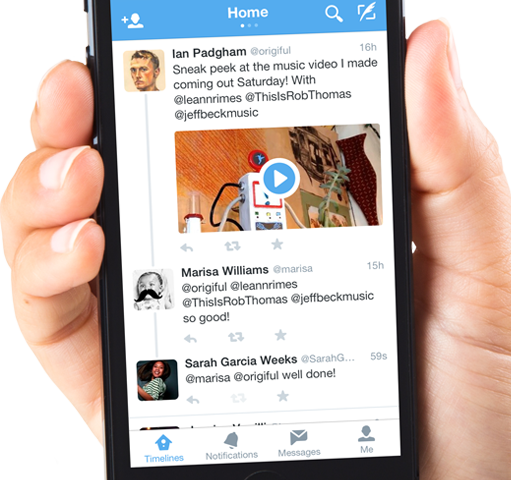 Home
Ian Padgham @origiful 16h
Sneak peek at the music video I made
coming out Saturday! With
@leannrimes @ThisIsRobThomas
@jeffbeckmusic
Marisa Williams @marisa 15h
@origiful @leannrimes
@ThisIsRobThomas @jeffbeckmusic
so good!
Sarah Garcia Weeks @SarahG... 59s
@marisa @origiful well done!
Timelines Notifications Messages Me